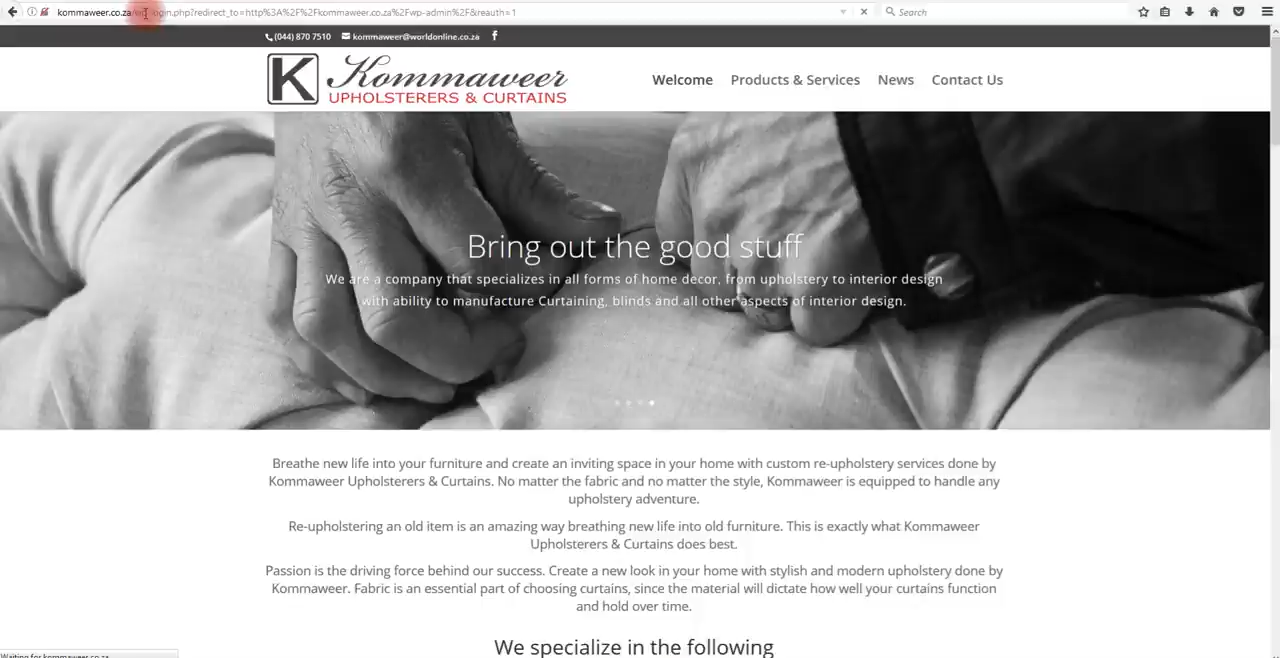 kommaweer.co.za/wp-login.php?redirect_to=http%3A%2F%2Fkommaweer.co.za%2Fwp-admin%2F&reauth=1
Search
(044) 870 7510 kommaweer@worldonline.co.za f
K Kommaweer
UPHOLSTERERS & CURTAINS
Welcome Products & Services News Contact Us
Bring out the good stuff
We are a company that specializes in all forms of home decor, from upholstery to interior design
with ability to manufacture Curtaining, blinds and all other aspects of interior design.
Breathe new life into your furniture and create an inviting space in your home with custom re-upholstery services done by
Kommaweer Upholsterers & Curtains. No matter the fabric and no matter the style, Kommaweer is equipped to handle any
upholstery adventure.
Re-upholstering an old item is an amazing way breathing new life into old furniture. This is exactly what Kommaweer
Upholsterers & Curtains does best.
Passion is the driving force behind our success. Create a new look in your home with stylish and modern upholstery done by
Kommaweer. Fabric is an essential part of choosing curtains, since the material will dictate how well your curtains function
and hold over time.
We specialize in the following
Waiting for kommaweer.co.za